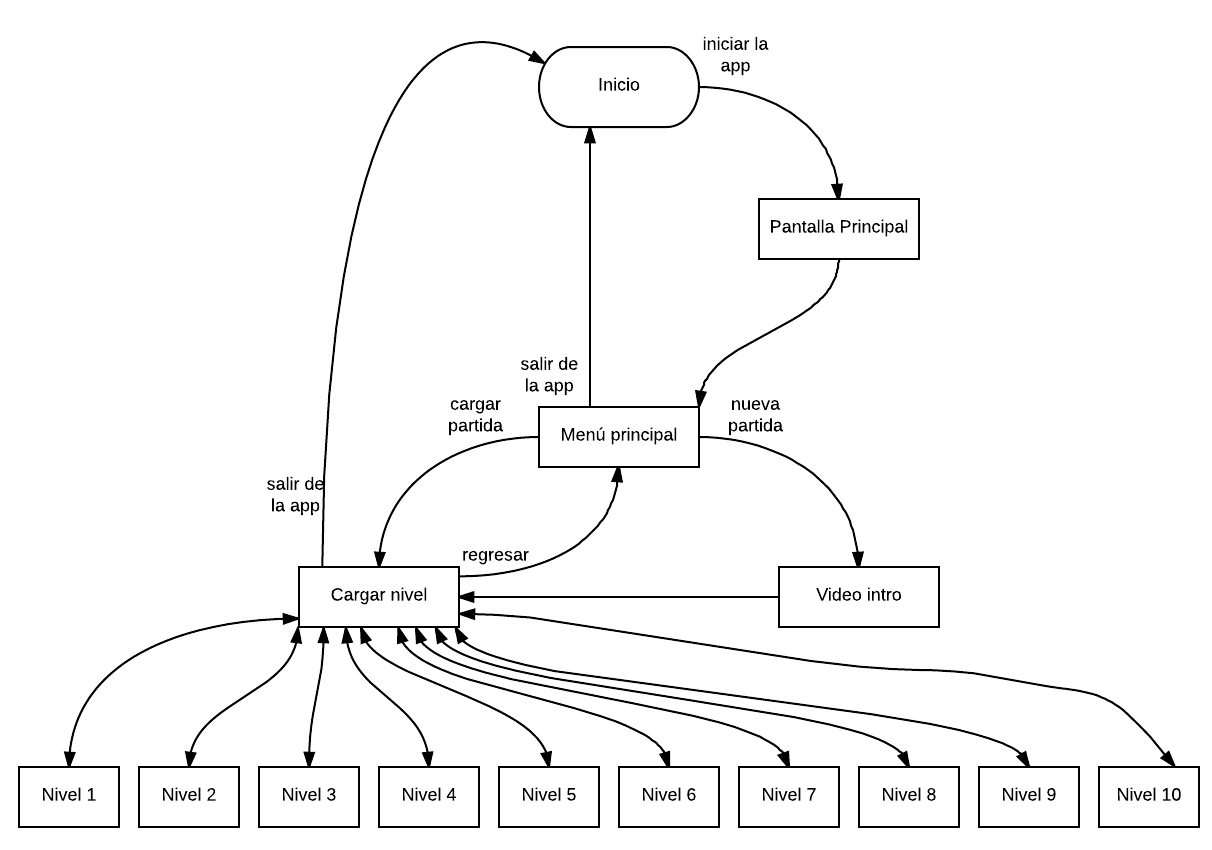 iniciar la
app
Inicio
Pantalla Principal
salir de
la app
cargar
partida
nueva
partida
Menú principal
salir de
la app
regresar
Cargar nivel
Video intro
Nivel 1
Nivel 2
Nivel 3
Nivel 4
Nivel 5
Nivel 6
Nivel 7
Nivel 8
Nivel 9
Nivel 10